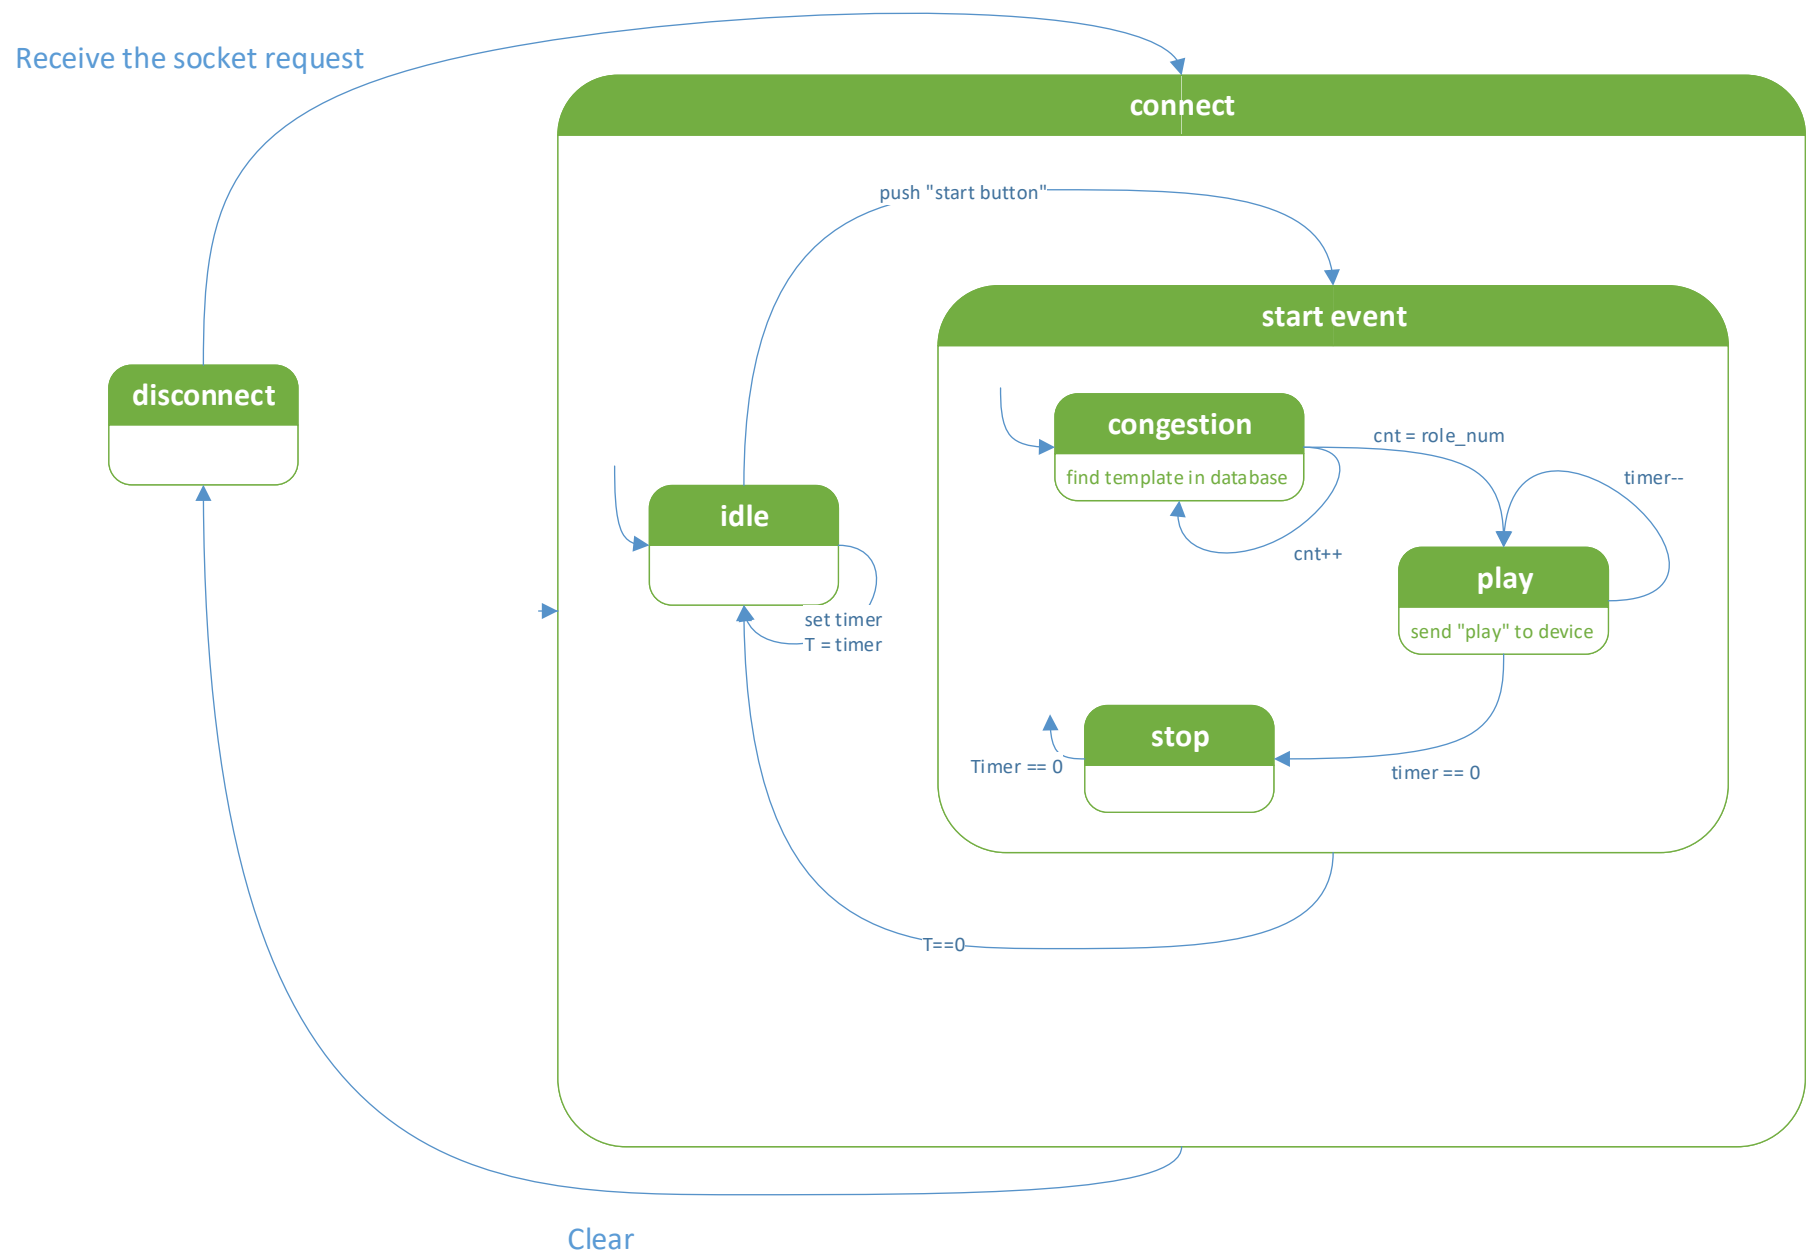 Receive the socket request
connect
push "start button"
start event
disconnect
congestion
find template in database
cnt = role_num
timer--
idle
cnt++
play
send "play" to device
set timer
T = timer
stop
Timer == 0
timer == 0
T==0
Clear